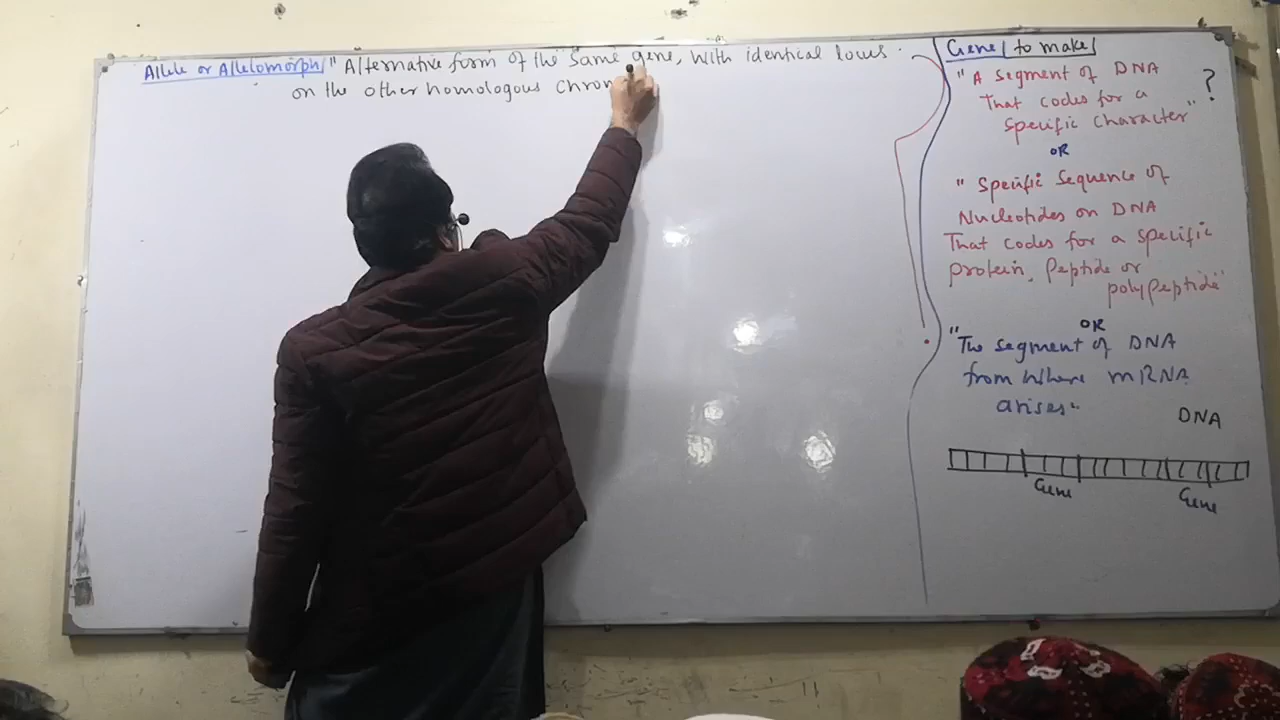 Allele or Allelomorph "Alternative form of the "Same gene, with identical locus
on the other homologous Chrom
Gene to make
"A segment of DNA
That codes for a
Specific Character"
?
OR
"Specific Sequence of
Nucleotides on DNA
That codes for a specific
protein, Peptide or
polypeptide"
OR
"The segment of DNA
from where mRNA
arises"
DNA
Gene
Gene